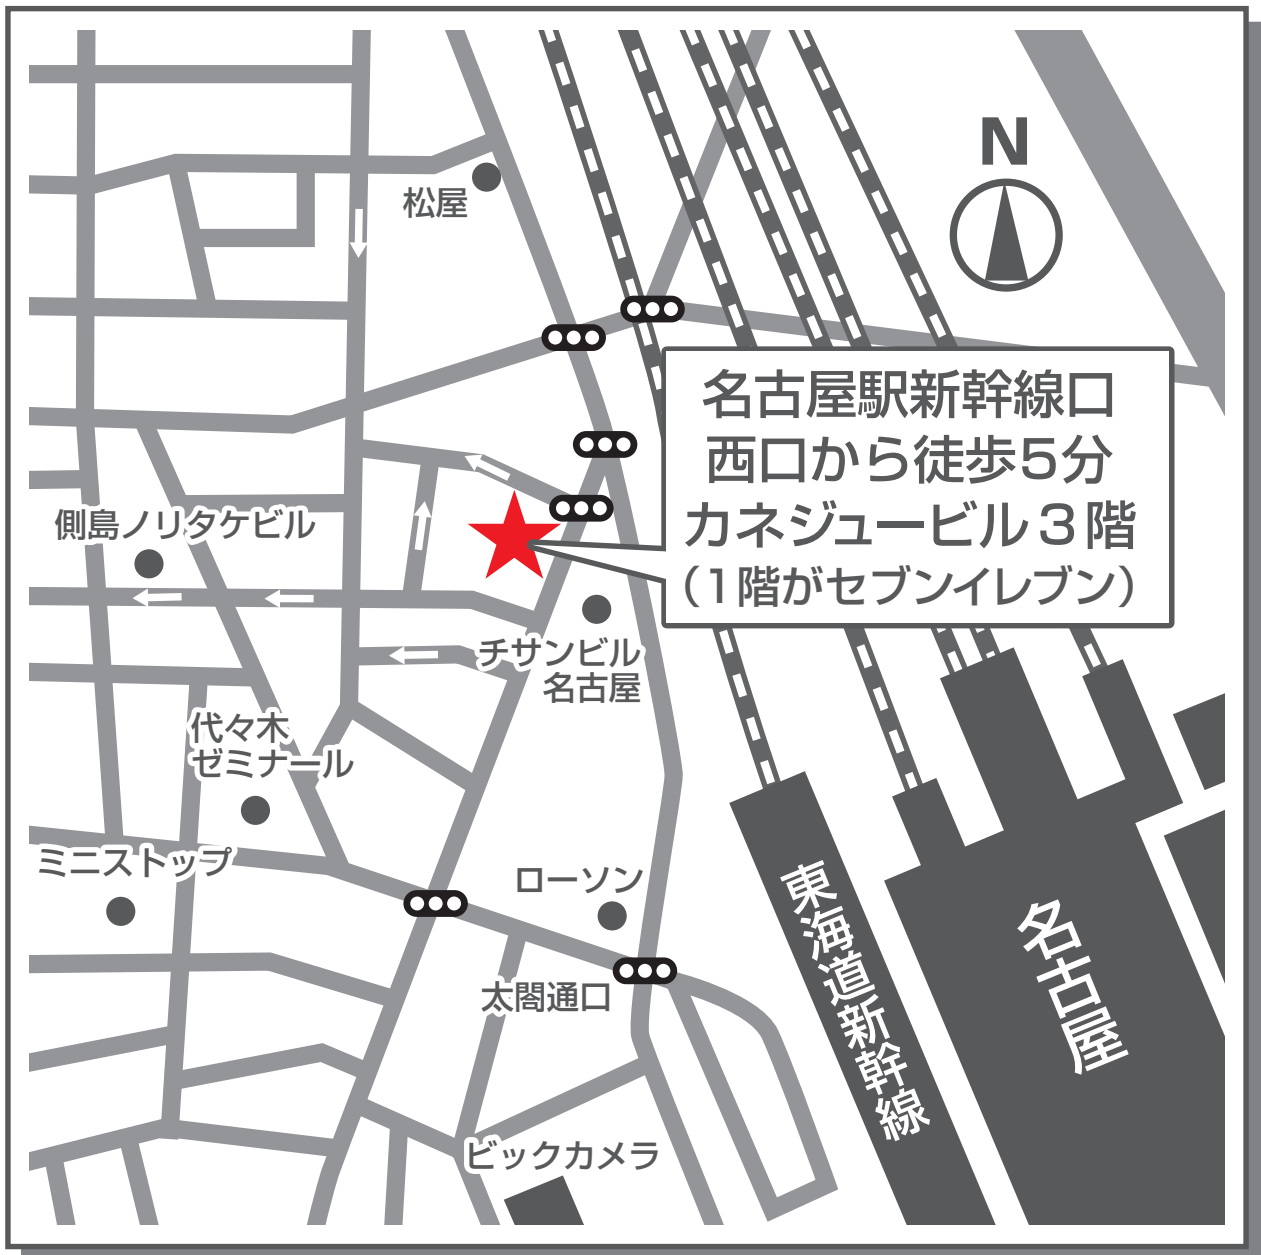 N
松屋
名古屋駅新幹線口
西口から徒歩5分
カネジュービル3階
（1階がセブンイレブン）
側島ノリタケビル
チサンビル
名古屋
代々木
ゼミナール
ミニストップ
ローソン
太閤通口
東海道新幹線
名古屋
ビックカメラ